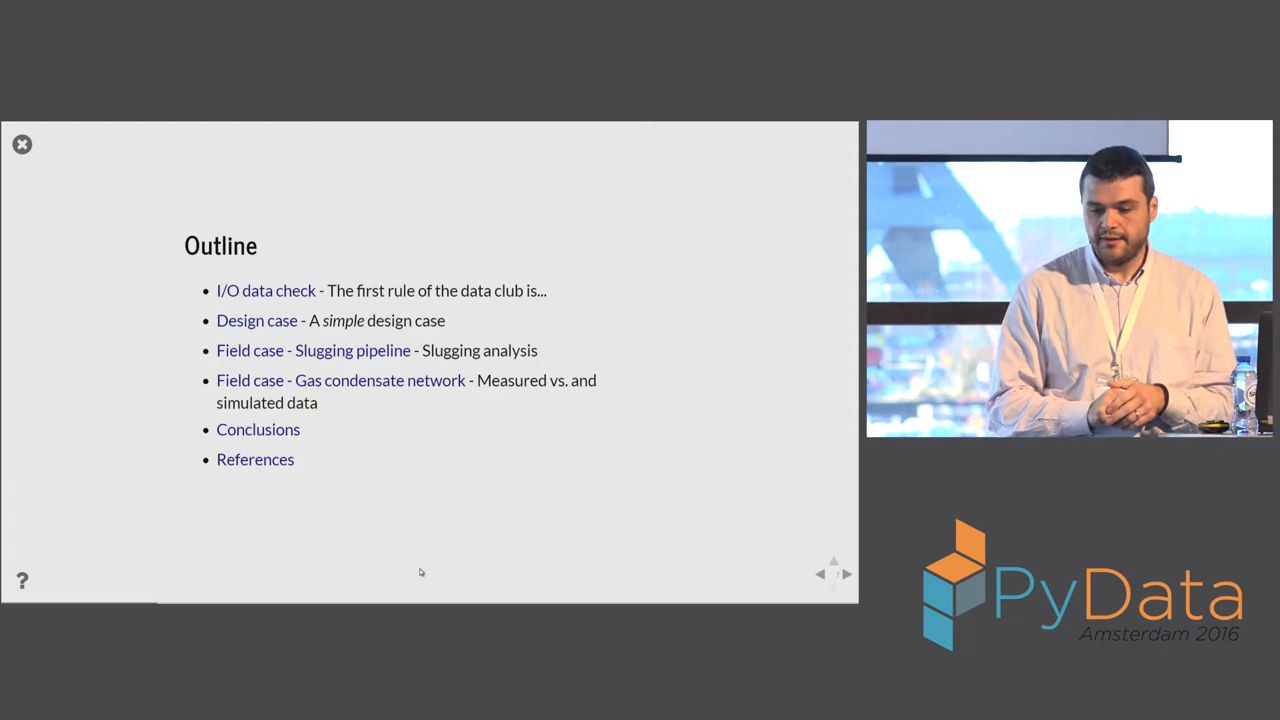 Outline
• I/O data check - The first rule of the data club is...
• Design case - A simple design case
• Field case - Slugging pipeline - Slugging analysis
• Field case - Gas condensate network - Measured vs. and
simulated data
• Conclusions
• References
?
7
PyData
Amsterdam 2016